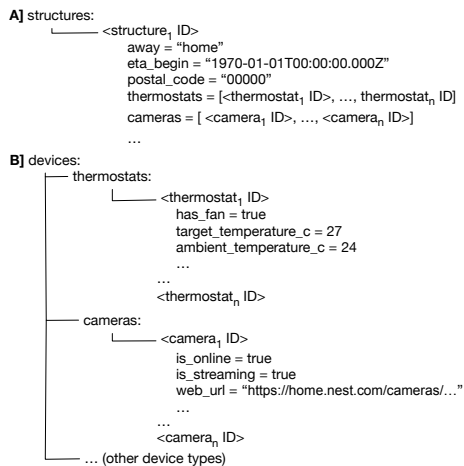 A] structures:
<structure1 ID>
away = “home”
eta_begin = “1970-01-01T00:00:00.000Z”
postal_code = “00000”
thermostats = [<thermostat1 ID>, …, thermostatn ID]
cameras = [ <camera1 ID>, …, <cameran ID>]
…
B] devices:
thermostats:
<thermostat1 ID>
has_fan = true
target_temperature_c = 27
ambient_temperature_c = 24
…
…
<thermostatn ID>
cameras:
<camera1 ID>
is_online = true
is_streaming = true
web_url = “https://home.nest.com/cameras/…”
…
…
<cameran ID>
… (other device types)